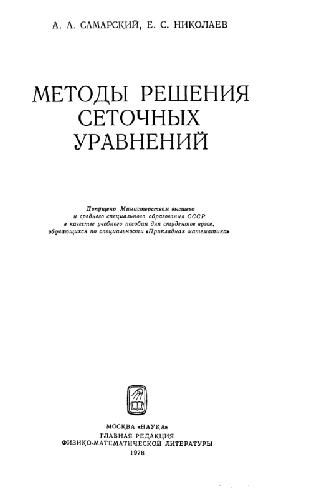 А. А. САМАРСКИЙ, Е. С. НИКОЛАЕВ
МЕТОДЫ РЕШЕНИЯ
СЕТОЧНЫХ
УРАВНЕНИЙ
Допущено Министерством высшего
и среднего специального образования СССР
в качестве учебного пособия для студентов вузов,
обучающихся по специальности «Прикладная математика»
МОСКВА «НАУКА»
ГЛАВНАЯ РЕДАКЦИЯ
ФИЗИКО-МАТЕМАТИЧЕСКОЙ ЛИТЕРАТУРЫ
1978